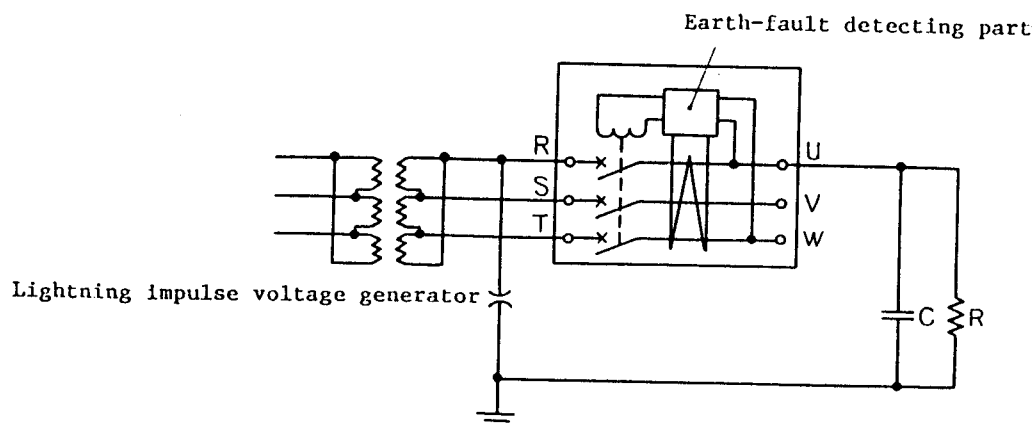 Earth-fault detecting part
R
U
S
V
T
W
Lightning impulse voltage generator
C
R